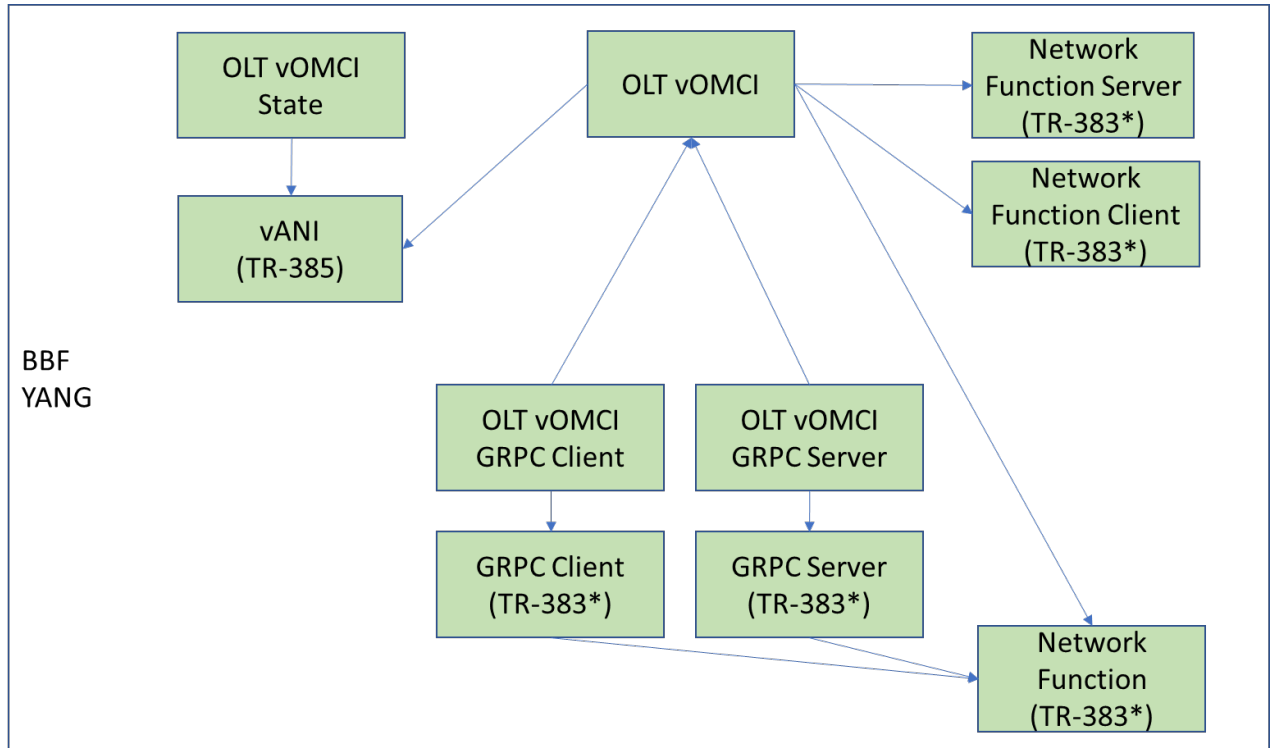 OLT vOMCI
State
OLT vOMCI
Network
Function Server
(TR-383*)
Network
Function Client
(TR-383*)
vANI
(TR-385)
BBF
YANG
OLT vOMCI
GRPC Client
OLT vOMCI
GRPC Server
GRPC Client
(TR-383*)
GRPC Server
(TR-383*)
Network
Function
(TR-383*)